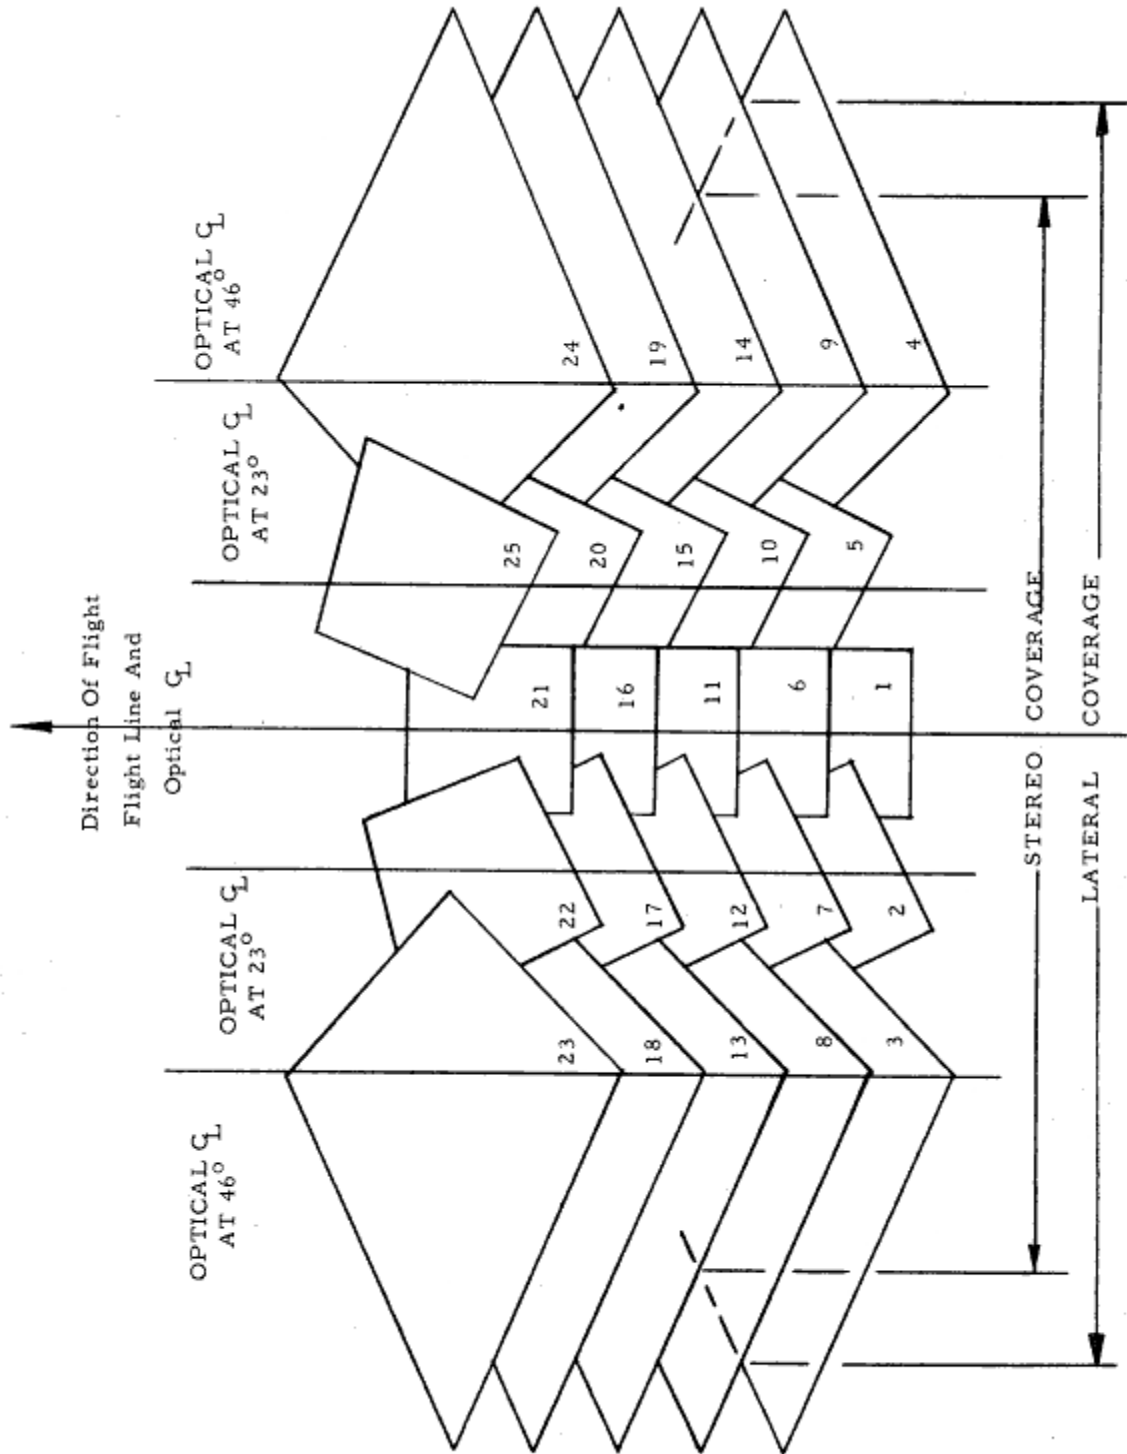 Direction Of Flight
Flight Line And
Optical ℄
OPTICAL ℄
AT 46°
OPTICAL ℄
AT 23°
OPTICAL ℄
AT 23°
OPTICAL ℄
AT 46°
23
22
21
25
24
18
17
16
20
19
13
12
11
15
14
8
7
6
10
9
3
2
1
5
4
STEREO COVERAGE
LATERAL COVERAGE